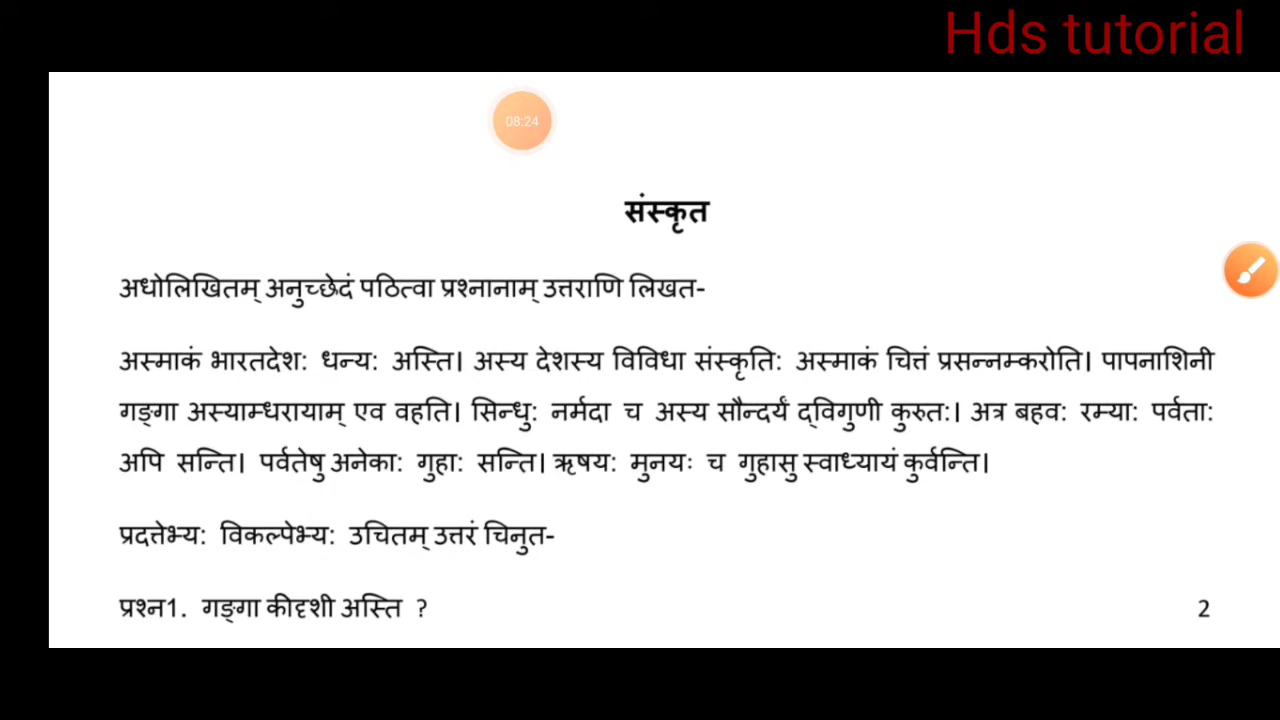 Hds tutorial
08:24
संस्कृत
अधोलिखितम् अनुच्छेदं पठित्वा प्रश्नानाम् उत्तराणि लिखत-
अस्माकं भारतदेश: धन्य: अस्ति। अस्य देशस्य विविधा संस्कृति: अस्माकं चित्तं प्रसन्नम्करोति। पापनाशिनी
गङ्गा अस्याम्धरायाम् एव वहति। सिन्धु: नर्मदा च अस्य सौन्दर्यं द्विगुणी कुरुत:। अत्र बहव: रम्या: पर्वता:
अपि सन्ति। पर्वतेषु अनेका: गुहा: सन्ति। ऋषय: मुनयः च गुहासु स्वाध्यायं कुर्वन्ति।
प्रदत्तेभ्य: विकल्पेभ्य: उचितम् उत्तरं चिनुत-
प्रश्न1. गङ्गा कीदृशी अस्ति ? 2